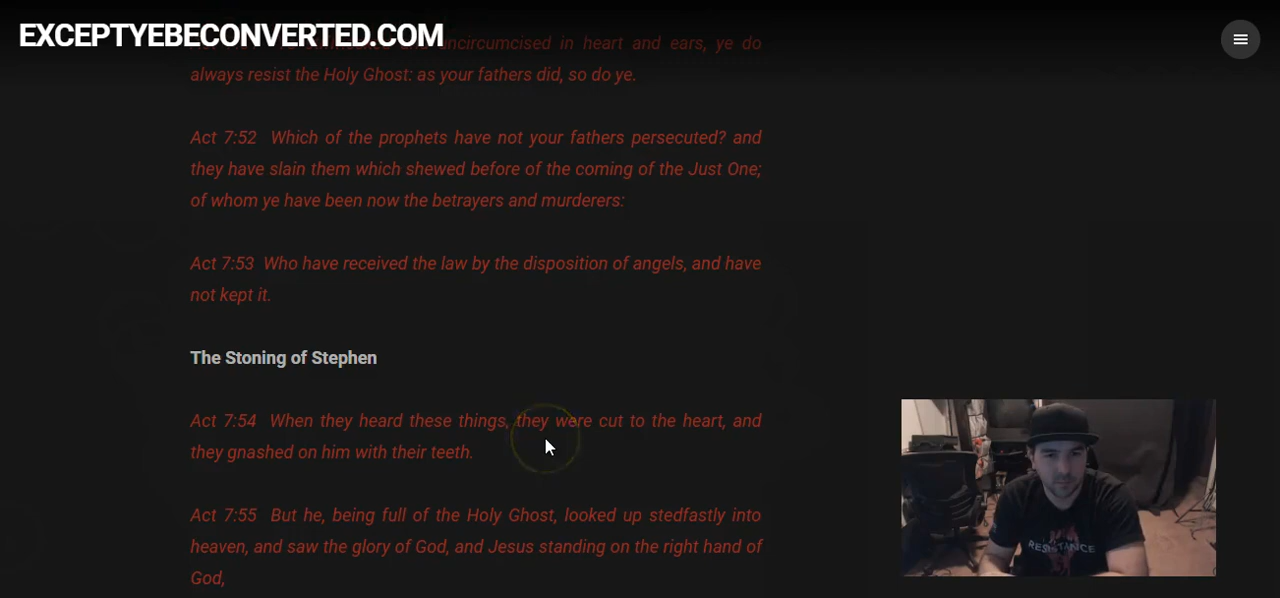 EXCEPTYEBECONVERTED.COM
uncircumcised in heart and ears, ye do
always resist the Holy Ghost: as your fathers did, so do ye.
Act 7:52 Which of the prophets have not your fathers persecuted? and
they have slain them which shewed before of the coming of the Just One;
of whom ye have been now the betrayers and murderers:
Act 7:53 Who have received the law by the disposition of angels, and have
not kept it.
The Stoning of Stephen
Act 7:54 When they heard these things, they were cut to the heart, and
they gnashed on him with their teeth.
Act 7:55 But he, being full of the Holy Ghost, looked up stedfastly into
heaven, and saw the glory of God, and Jesus standing on the right hand of
God,
RESISTANCE